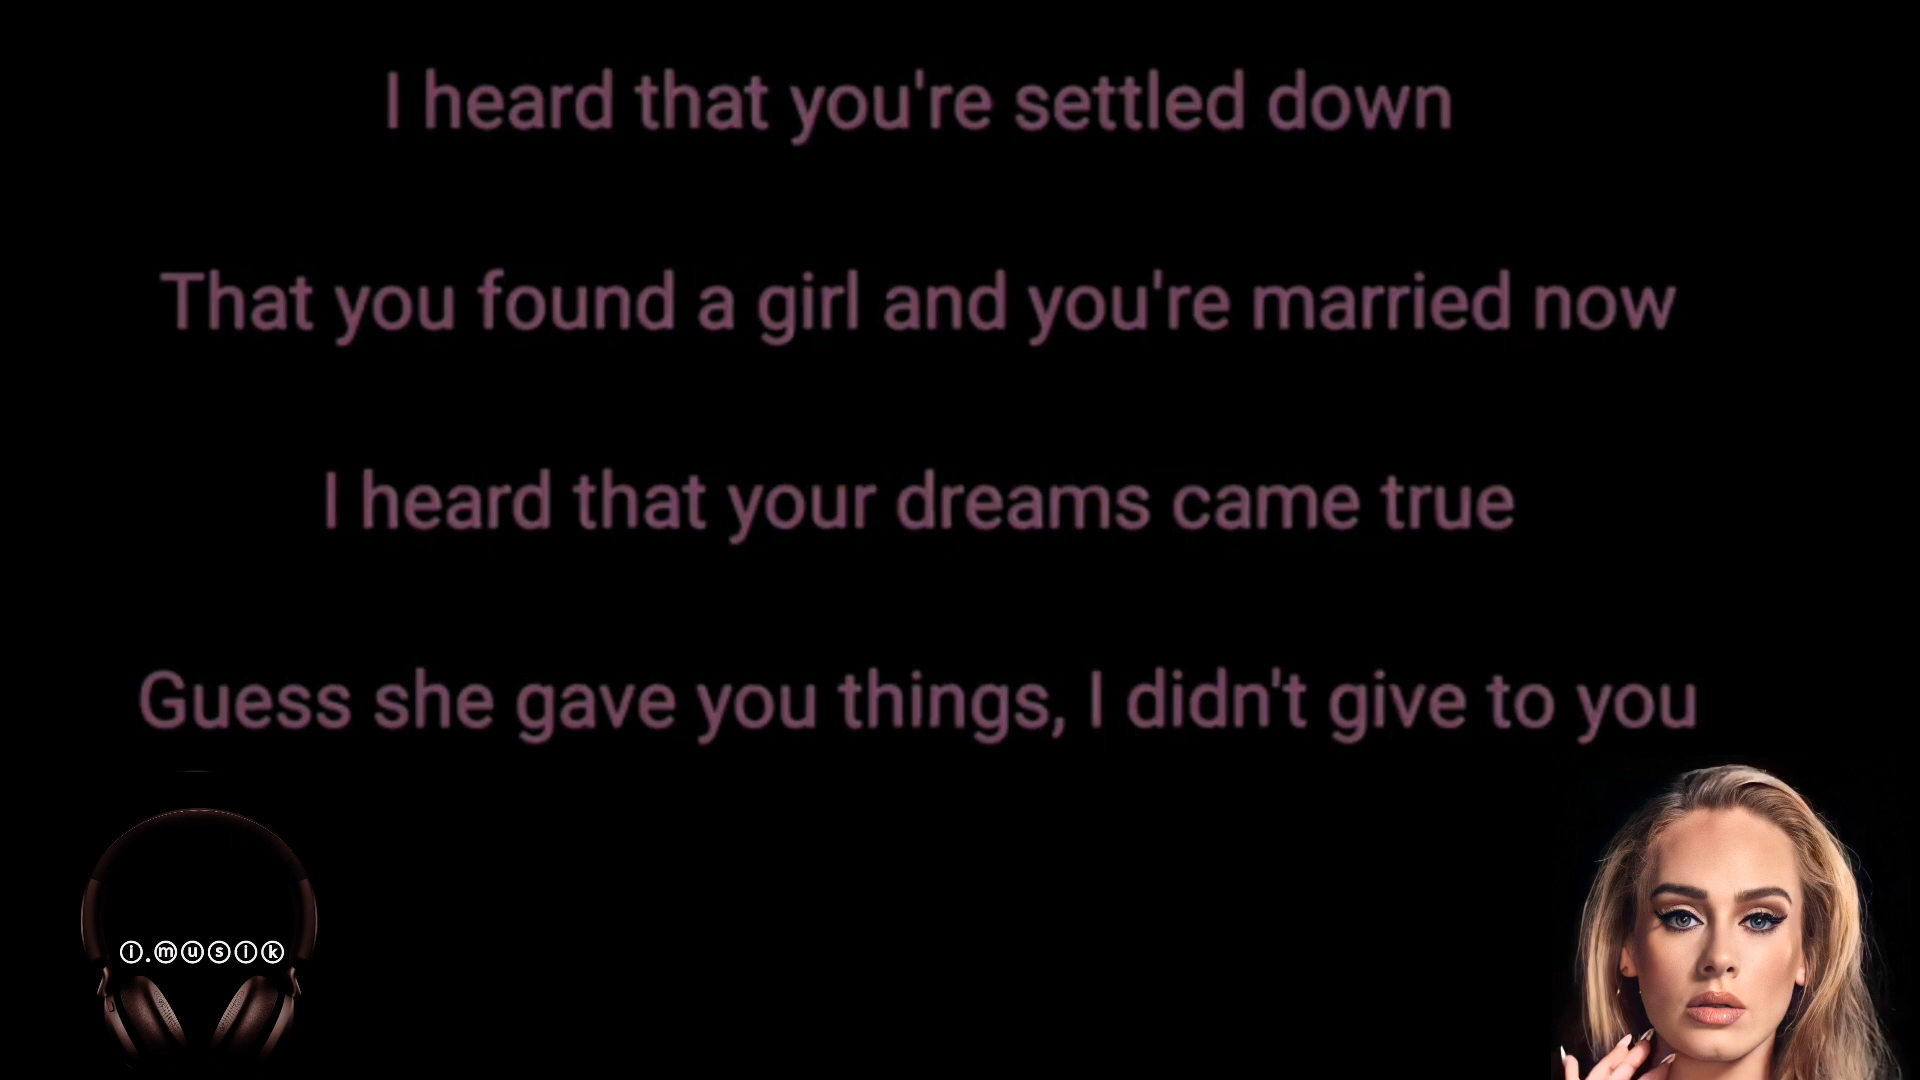 I heard that you're settled down
That you found a girl and you're married now
I heard that your dreams came true
Guess she gave you things, I didn't give to you
ⓘ.ⓜⓤⓢⓘⓚ